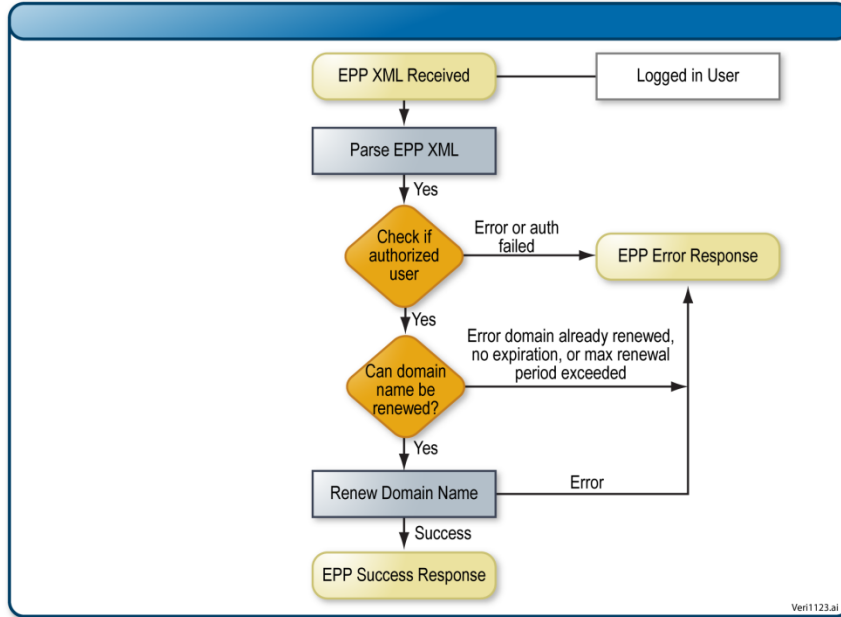 EPP XML Received
Logged in User
Parse EPP XML
Yes
Check if
authorized
user
Error or auth
failed
EPP Error Response
Yes
Error domain already renewed,
no expiration, or max renewal
period exceeded
Can domain
name be
renewed?
Yes
Renew Domain Name
Error
Success
EPP Success Response
Veri1123.ai